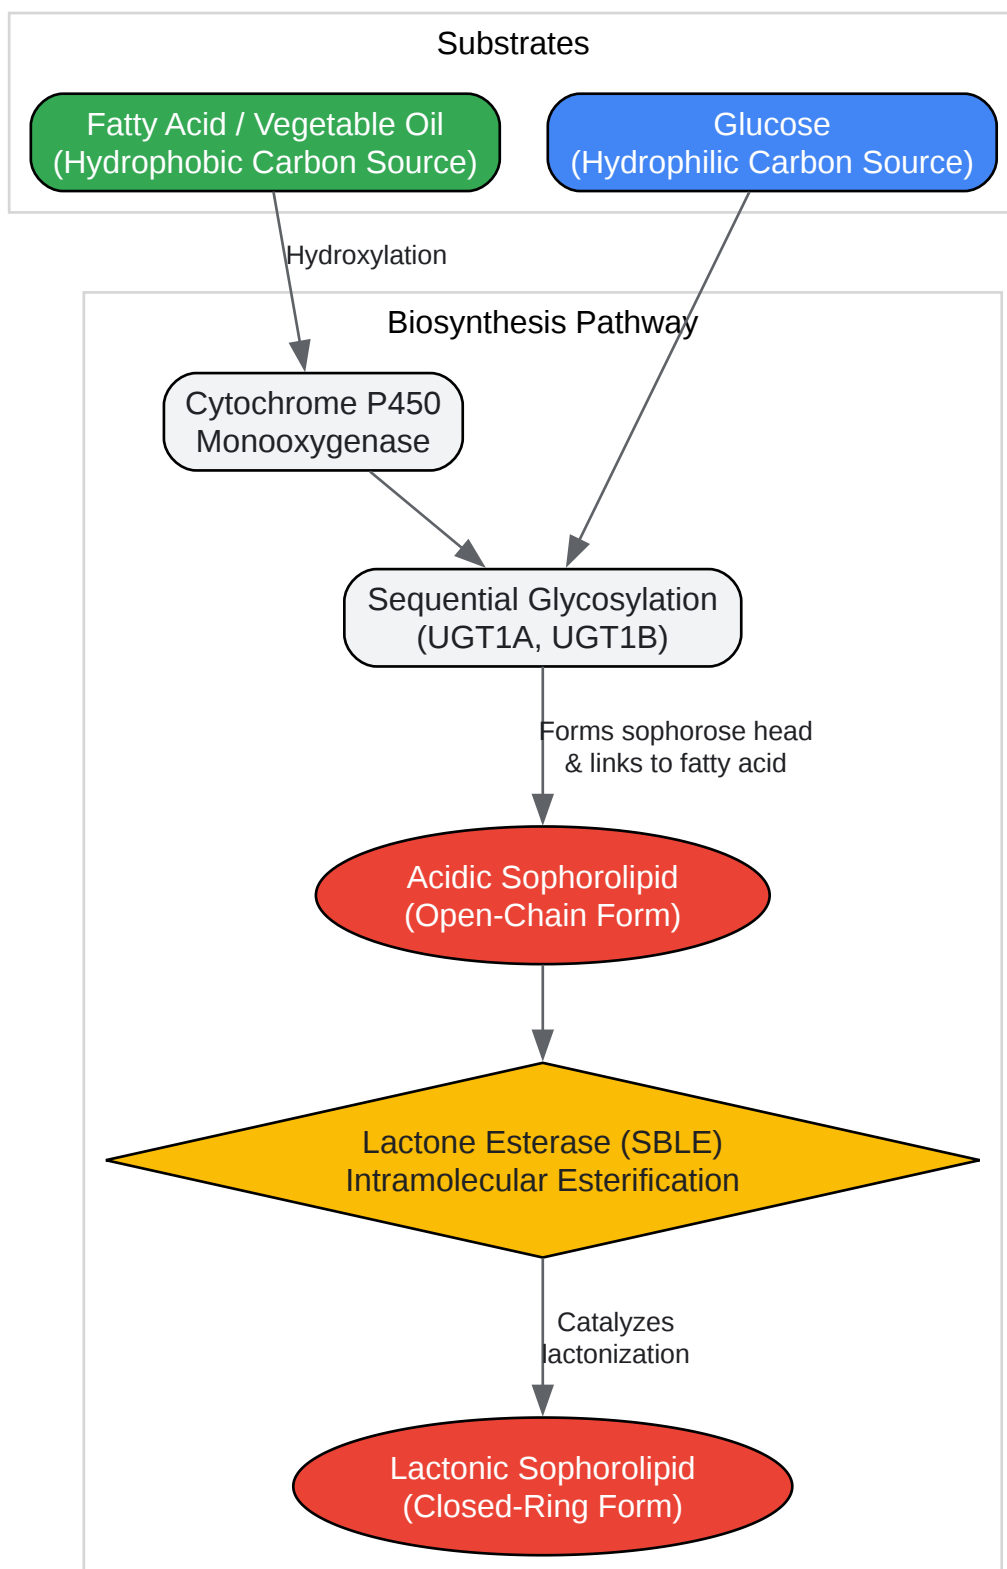 Substrates
Fatty Acid / Vegetable Oil
(Hydrophobic Carbon Source)
Glucose
(Hydrophilic Carbon Source)
Hydroxylation
Biosynthesis Pathway
Cytochrome P450
Monooxygenase
Sequential Glycosylation
(UGT1A, UGT1B)
Forms sophorose head
& links to fatty acid
Acidic Sophorolipid
(Open-Chain Form)
Lactone Esterase (SBLE)
Intramolecular Esterification
Catalyzes
lactonization
Lactonic Sophorolipid
(Closed-Ring Form)